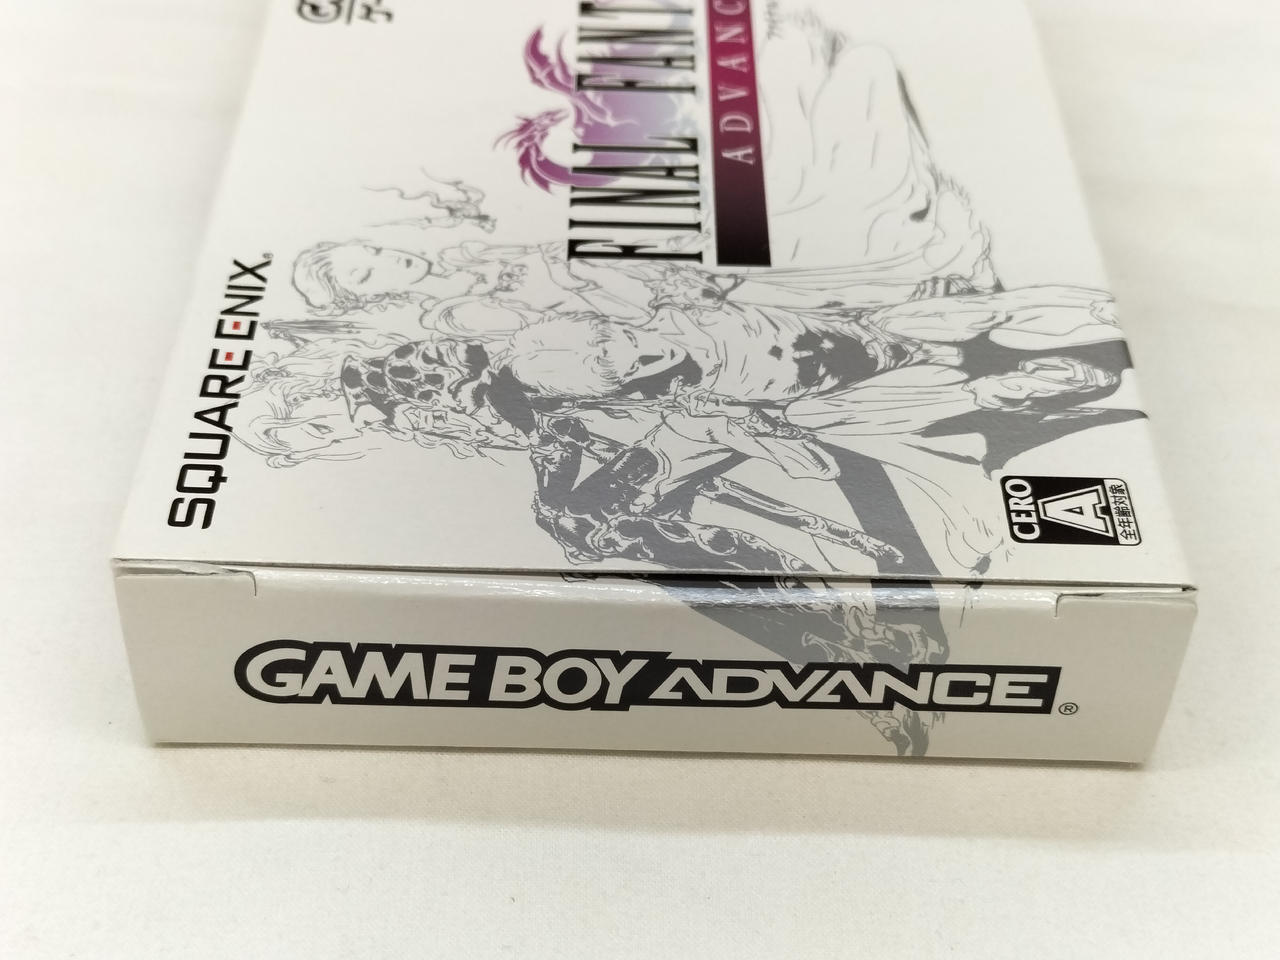 FINAL FANT
ADVANC
SQUARE ENIX®
CERO
A
全年齢対象
GAME BOY ADVANCE®